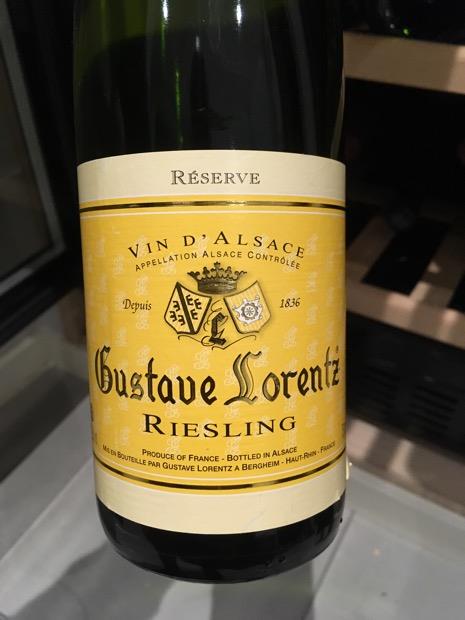 RÉSERVE
VIN D'ALSACE
APPELLATION ALSACE CONTRÔLÉE
Depuis 1836
Gustave Lorentz
RIESLING
PRODUCE OF FRANCE - BOTTLED IN ALSACE
MIS EN BOUTEILLE PAR GUSTAVE LORENTZ A BERGHEIM - HAUT-RHIN - FRANCE